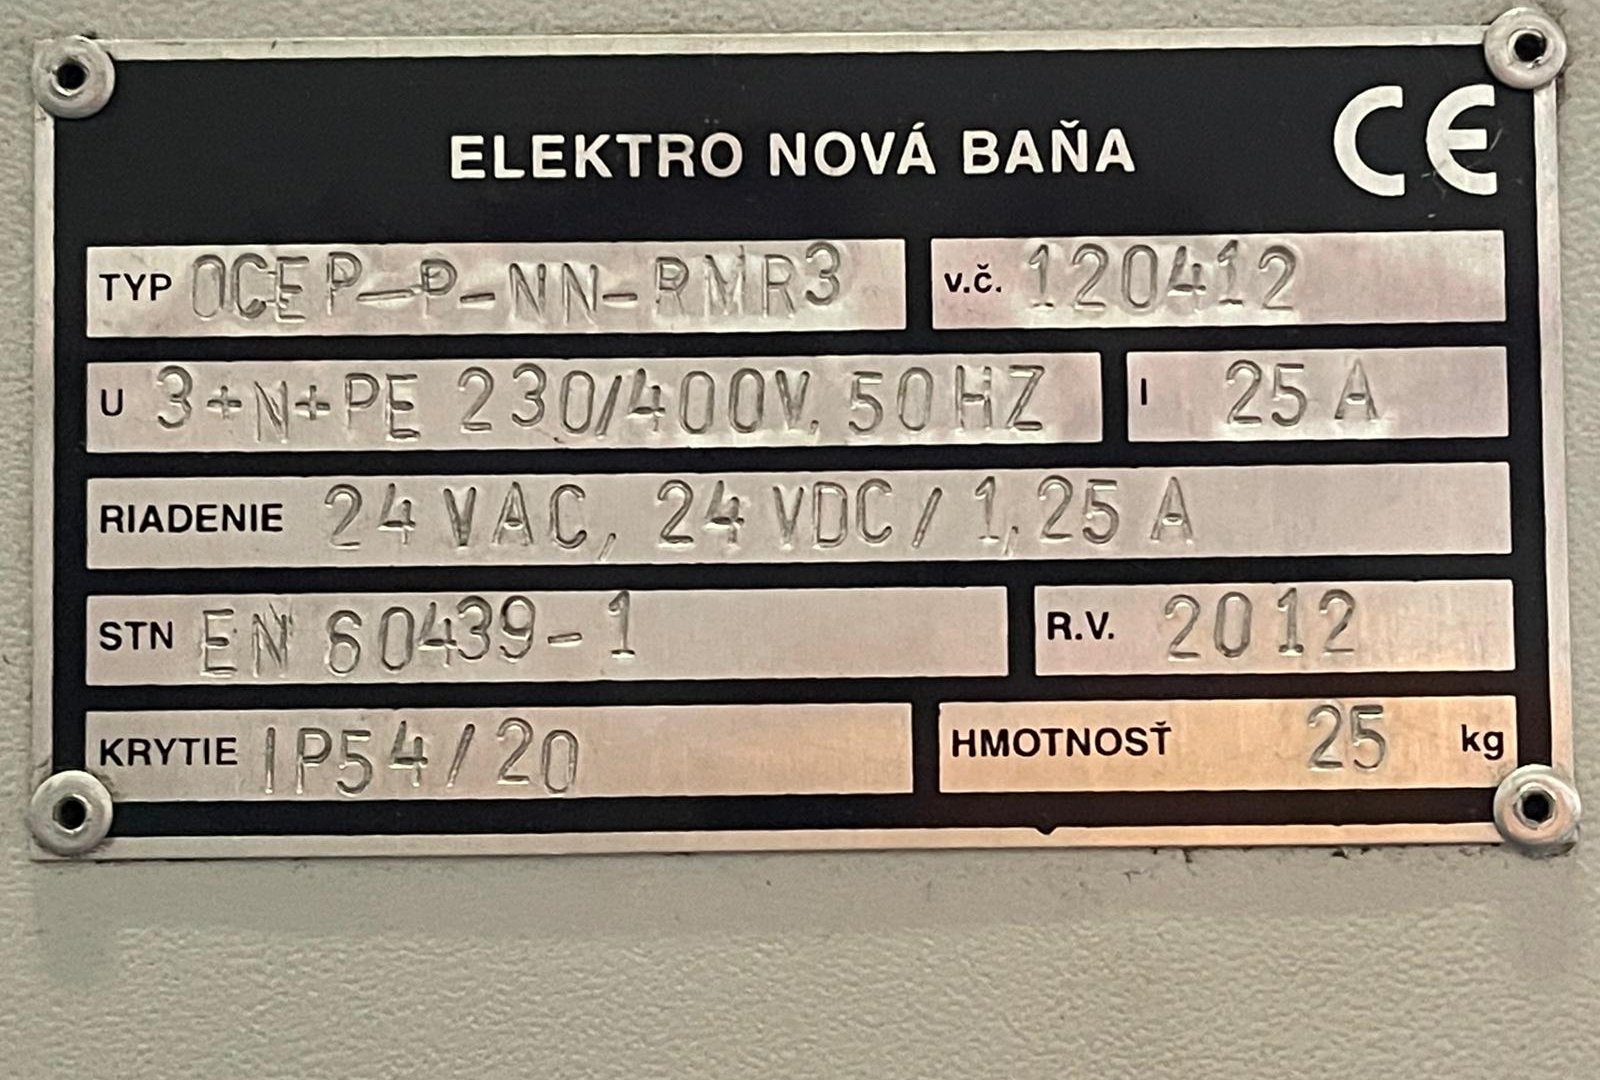 ELEKTRO NOVÁ BAŇA CE
TYP OCEP-P-NN-RMR3 v.č. 120412
U 3+N+PE 230/400V, 50HZ I 25 A
RIADENIE 24 VAC, 24 VDC / 1,25 A
STN EN 60439-1 R.V. 2012
KRYTIE IP54/20 HMOTNOSŤ 25 kg